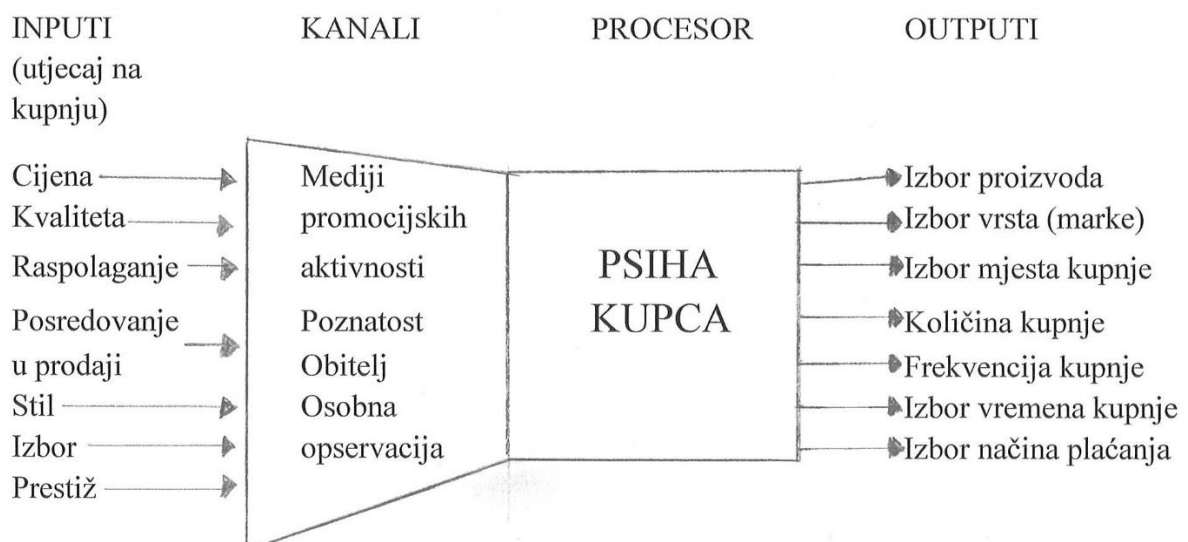 INPUTI
(utjecaj na
kupnju)
KANALI
PROCESOR
OUTPUTI
Cijena
Kvaliteta
Raspolaganje
Posredovanje
u prodaji
Stil
Izbor
Prestiž
Mediji
promocijskih
aktivnosti
Poznatost
Obitelj
Osobna
opservacija
PSIHA
KUPCA
Izbor proizvoda
Izbor vrsta (marke)
Izbor mjesta kupnje
Količina kupnje
Frekvencija kupnje
Izbor vremena kupnje
Izbor načina plaćanja